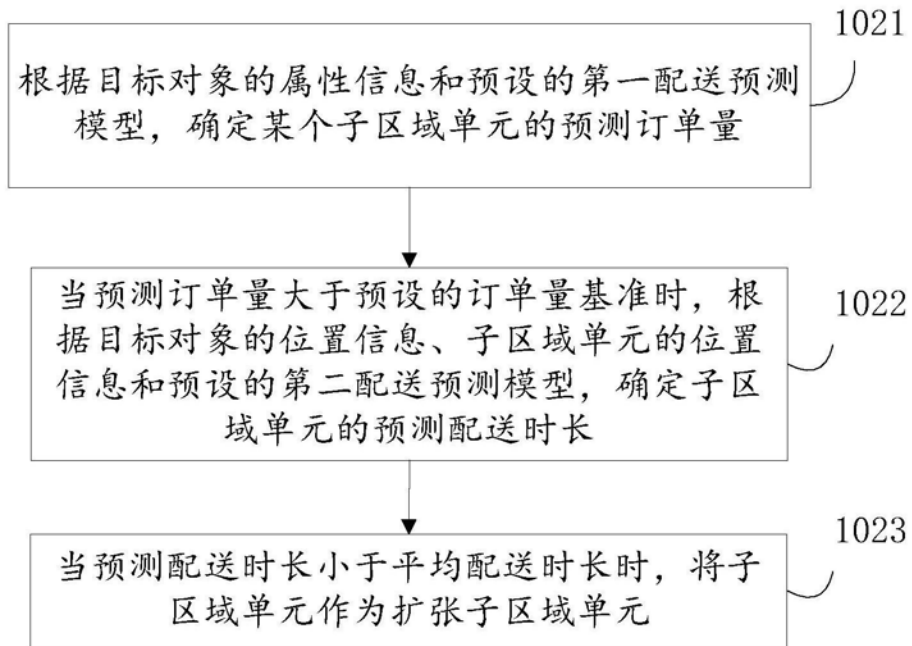 1021
根据目标对象的属性信息和预设的第一配送预测
模型，确定某个子区域单元的预测订单量
1022
当预测订单量大于预设的订单量基准时，根
据目标对象的位置信息、子区域单元的位置
信息和预设的第二配送预测模型，确定子区
域单元的预测配送时长
1023
当预测配送时长小于平均配送时长时，将子
区域单元作为扩张子区域单元